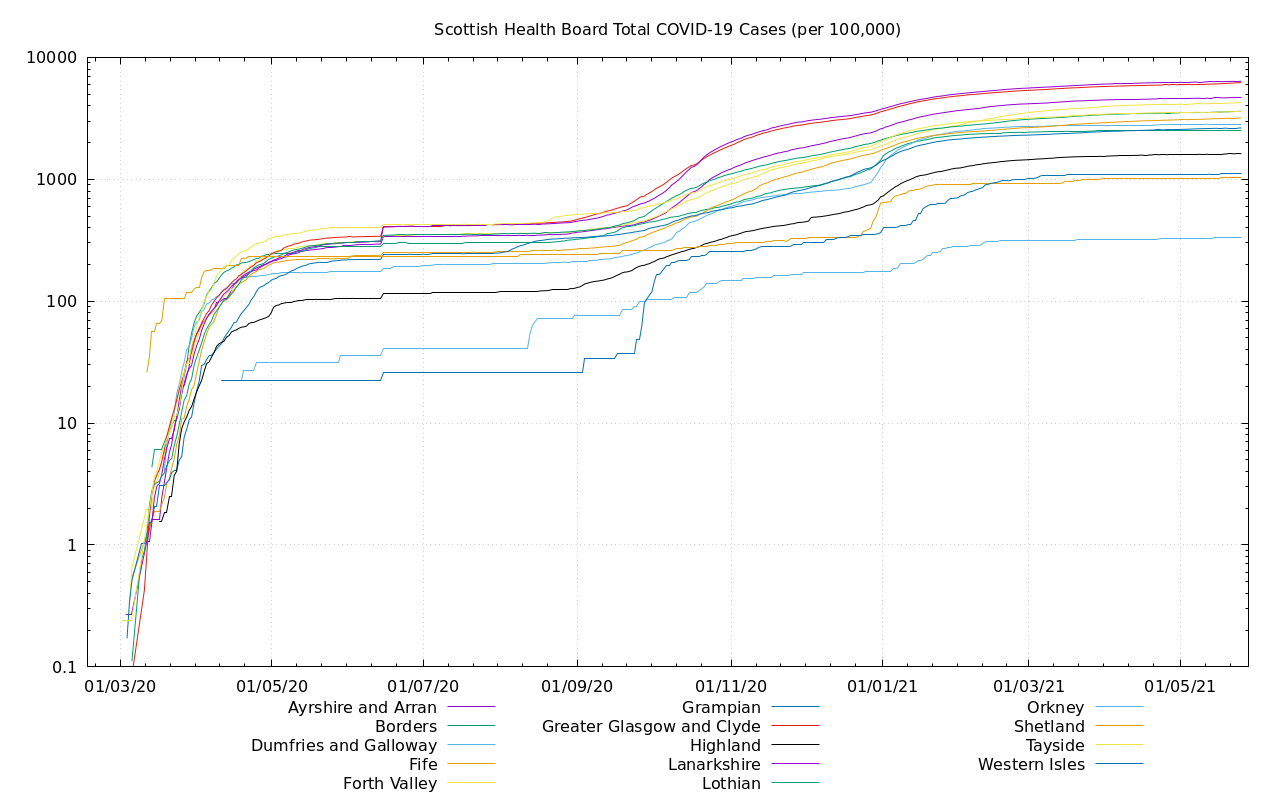 Scottish Health Board Total COVID-19 Cases (per 100,000)
10000
1000
100
10
1
0.1
01/03/20 01/05/20 01/07/20 01/09/20 01/11/20 01/01/21 01/03/21 01/05/21
Ayrshire and Arran Grampian Orkney
Borders Greater Glasgow and Clyde Shetland
Dumfries and Galloway Highland Tayside
Fife Lanarkshire Western Isles
Forth Valley Lothian